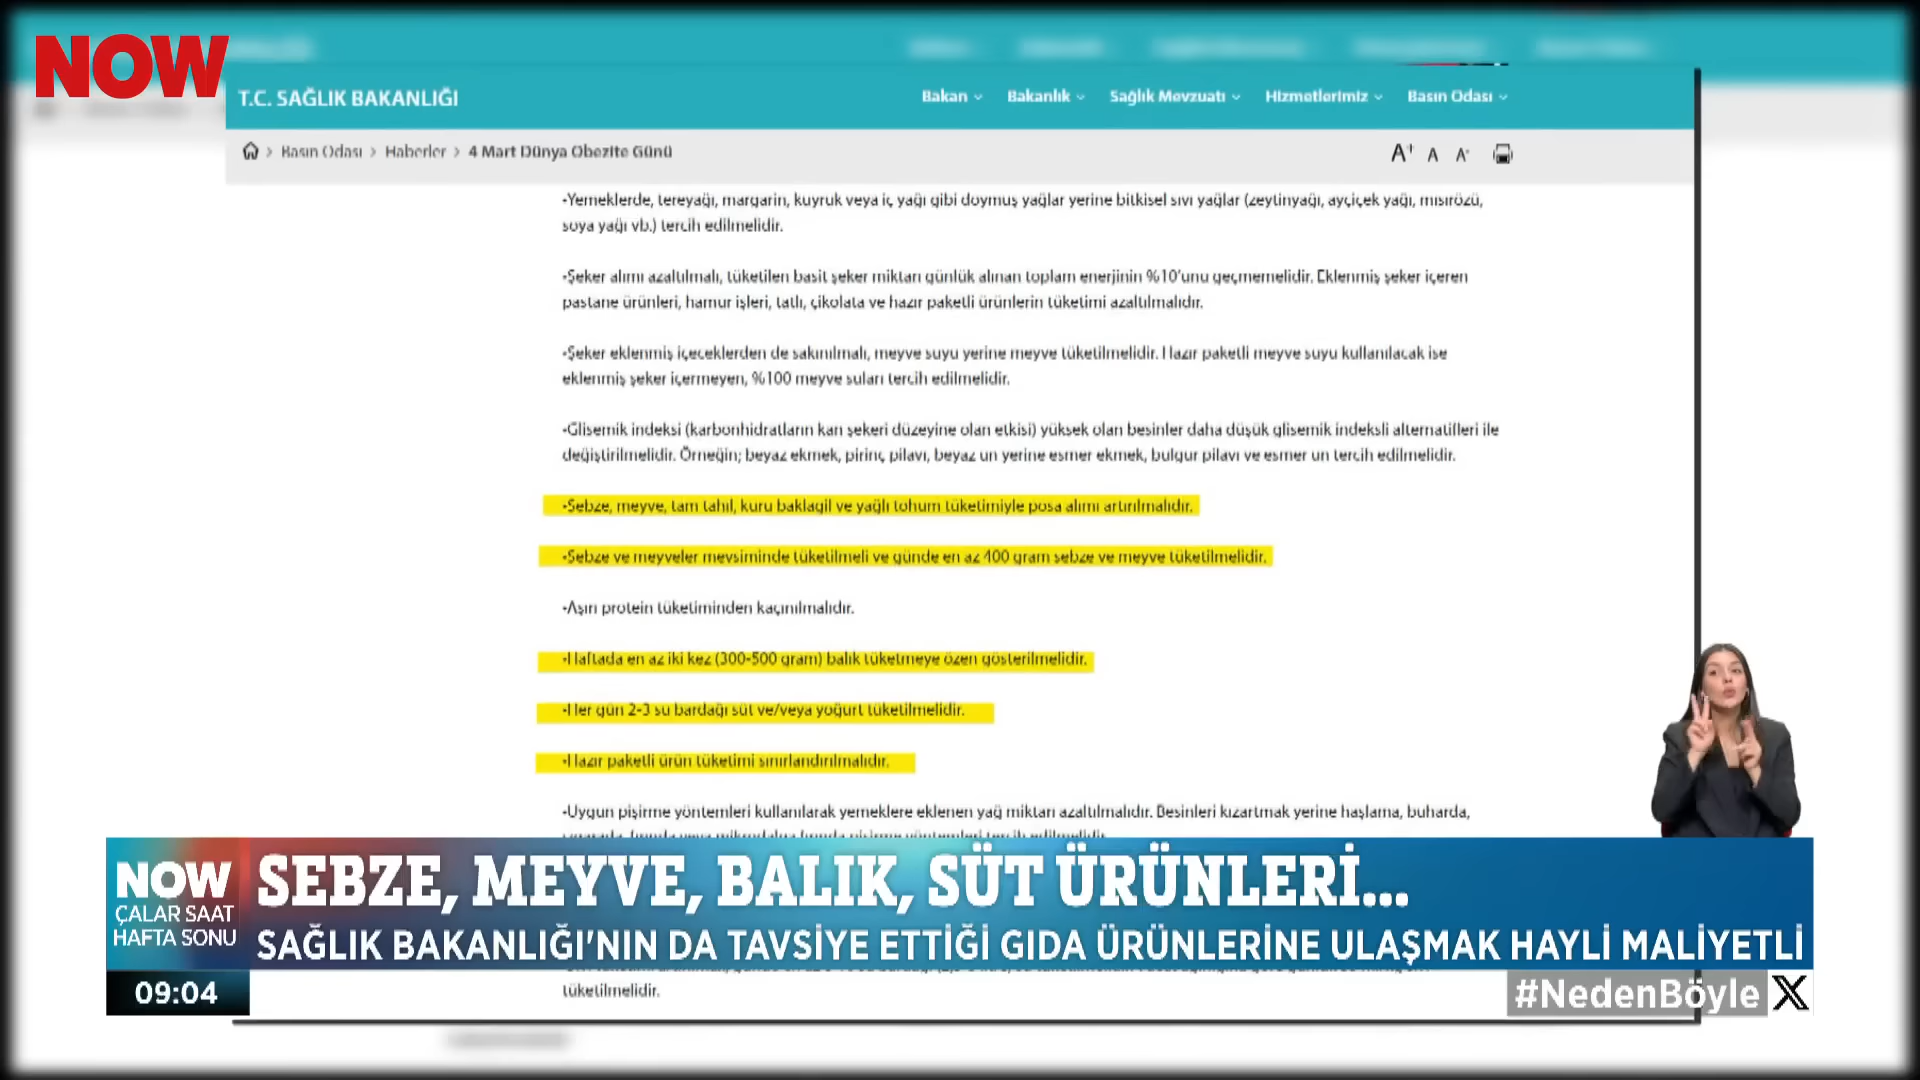 NOW
T.C. SAĞLIK BAKANLIĞI
Bakan
Bakanlık
Sağlık Mevzuatı
Hizmetlerimiz
Basın Odası
Basın Odası > Haberler > 4 Mart Dünya Obezite Günü
A+ A A-
-Yemeklerde, tereyağı, margarin, kuyruk veya iç yağı gibi doymuş yağlar yerine bitkisel sıvı yağlar (zeytinyağı, ayçiçek yağı, mısırözü,
soya yağı vb.) tercih edilmelidir.
-Şeker alımı azaltılmalı, tüketilen basit şeker miktarı günlük alınan toplam enerjinin %10'unu geçmemelidir. Eklenmiş şeker içeren
pastane ürünleri, hamur işleri, tatlı, çikolata ve hazır paketli ürünlerin tüketimi azaltılmalıdır.
-Şeker eklenmiş içeceklerden de sakınılmalı, meyve suyu yerine meyve tüketilmelidir. Hazır paketli meyve suyu kullanılacak ise
eklenmiş şeker içermeyen, %100 meyve suları tercih edilmelidir.
-Glisemik indeksi (karbonhidratların kan şekeri düzeyine olan etkisi) yüksek olan besinler daha düşük glisemik indeksli alternatifleri ile
değiştirilmelidir. Örneğin; beyaz ekmek, pirinç pilavı, beyaz un yerine esmer ekmek, bulgur pilavı ve esmer un tercih edilmelidir.
-Sebze, meyve, tam tahıl, kuru baklagil ve yağlı tohum tüketimiyle posa alımı artırılmalıdır.
-Sebze ve meyveler mevsiminde tüketilmeli ve günde en az 400 gram sebze ve meyve tüketilmelidir.
-Aşırı protein tüketiminden kaçınılmalıdır.
-Haftada en az iki kez (300-500 gram) balık tüketmeye özen gösterilmelidir.
-Her gün 2-3 su bardağı süt ve/veya yoğurt tüketilmelidir.
-Hazır paketli ürün tüketimi sınırlandırılmalıdır.
-Uygun pişirme yöntemleri kullanılarak yemeklere eklenen yağ miktarı azaltılmalıdır. Besinleri kızartmak yerine haşlama, buharda,
tüketilmelidir.
NOW
ÇALAR SAAT
HAFTA SONU
SEBZE, MEYVE, BALIK, SÜT ÜRÜNLERİ...
SAĞLIK BAKANLIĞI'NIN DA TAVSİYE ETTİĞİ GIDA ÜRÜNLERİNE ULAŞMAK HAYLİ MALİYETLİ
09:04
#NedenBöyle X